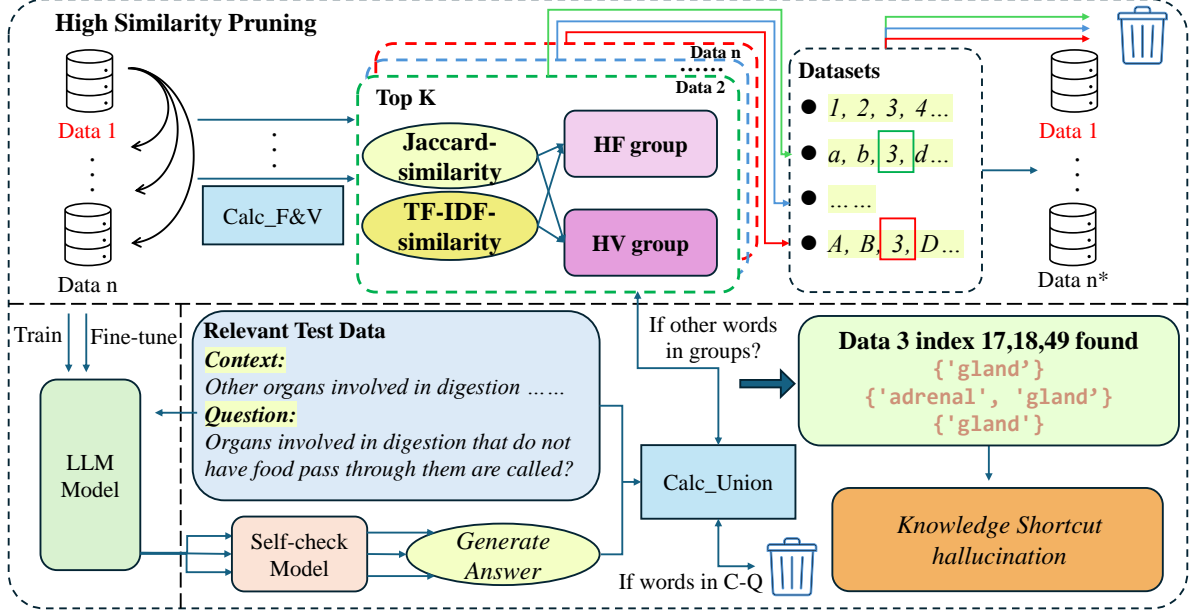 High Similarity Pruning
Data 1
⋮
Data n
Calc_F&V
Data n
......
Data 2
Top K
Jaccard-
similarity
TF-IDF-
similarity
HF group
HV group
Datasets
● 1, 2, 3, 4...
● a, b, 3, d...
● ... ...
● A, B, 3, D...
Data 1
⋮
Data n*
Train
Fine-tune
LLM
Model
Relevant Test Data
Context:
Other organs involved in digestion ... ...
Question:
Organs involved in digestion that do not
have food pass through them are called?
Self-check
Model
Generate
Answer
If other words
in groups?
Calc_Union
If words in C-Q
Data 3 index 17,18,49 found
{'gland’}
{'adrenal', 'gland’}
{'gland'}
Knowledge Shortcut
hallucination